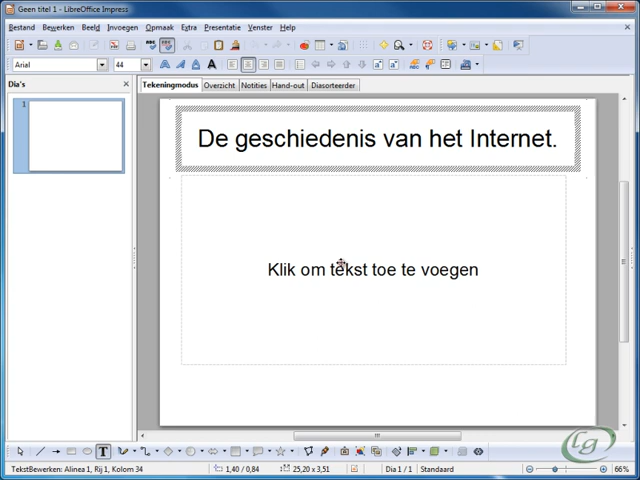 Geen titel 1 - LibreOffice Impress
Bestand Bewerken Beeld Invoegen Opmaak Extra Presentatie Venster Help
Arial 44
Dia's
Tekeningmodus Overzicht Notities Hand-out Diasorteerder
1
De geschiedenis van het Internet.
Klik om tekst toe te voegen
TekstBewerken: Alinea 1, Rij 1, Kolom 34 1,40 / 0,84 25,20 x 3,51 Dia 1 / 1 Standaard 66%
lg